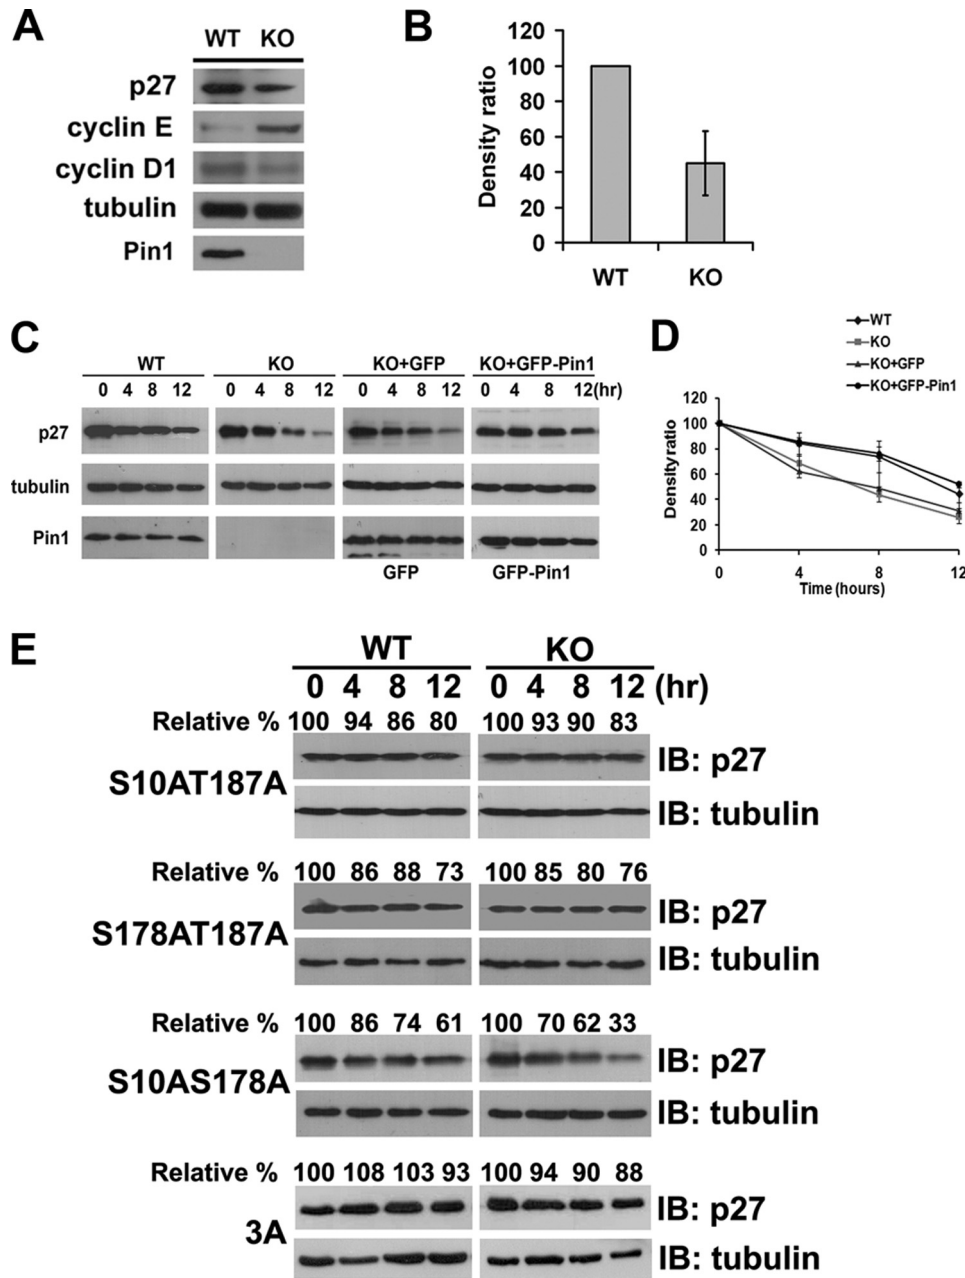 A
WT KO
p27
cyclin E
cyclin D1
tubulin
Pin1
B
Density ratio
120
100
80
60
40
20
0
WT KO
C
WT KO KO+GFP KO+GFP-Pin1
0 4 8 12 0 4 8 12 0 4 8 12 0 4 8 12(hr)
p27
tubulin
Pin1
GFP GFP-Pin1
D
WT
KO
KO+GFP
KO+GFP-Pin1
Density ratio
120
100
80
60
40
20
0
0 4 8 12
Time (hours)
E
WT KO
0 4 8 12 0 4 8 12 (hr)
Relative % 100 94 86 80 100 93 90 83
IB: p27
S10AT187A
IB: tubulin
Relative % 100 86 88 73 100 85 80 76
IB: p27
S178AT187A
IB: tubulin
Relative % 100 86 74 61 100 70 62 33
IB: p27
S10AS178A
IB: tubulin
Relative % 100 108 103 93 100 94 90 88
IB: p27
3A
IB: tubulin